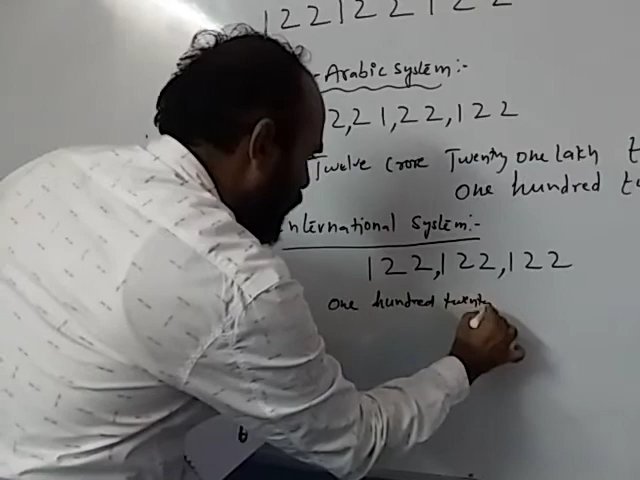 122122122
-Arabic System:-
2,21,22,122
Twelve Crore Twenty one lakh
one hundred
International System:-
122,122,122
one hundred twenty